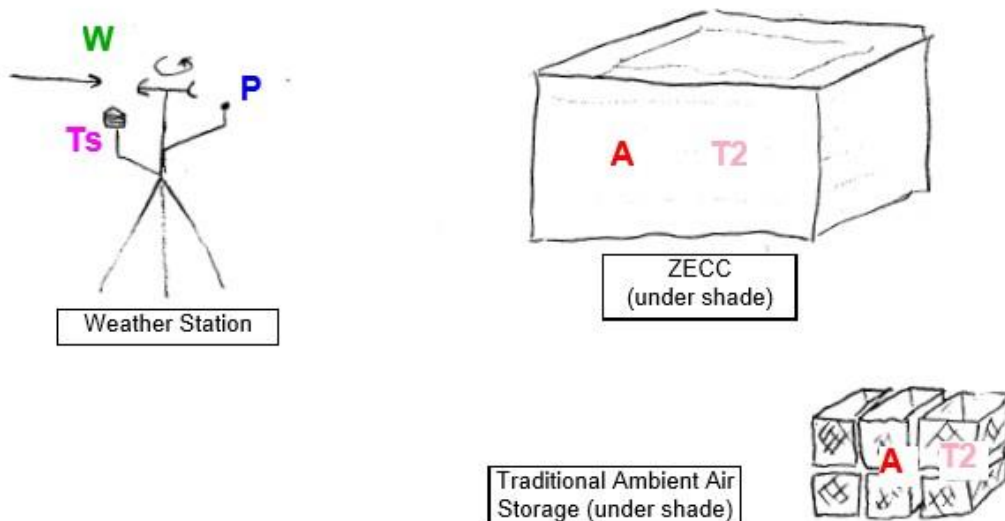 W
P
Ts
A T2
ZECC
(under shade)
Weather Station
A T2
Traditional Ambient Air
Storage (under shade)